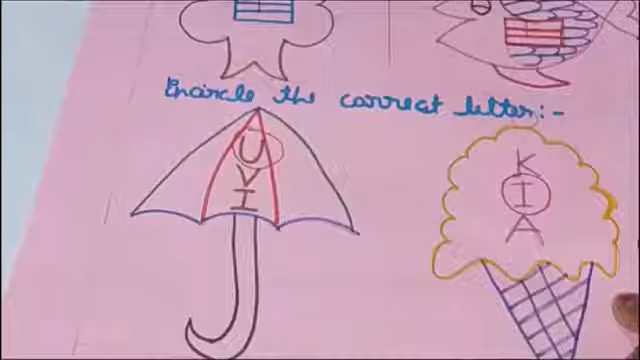 Encircle the correct letter:-
U
V
I
K
I
A